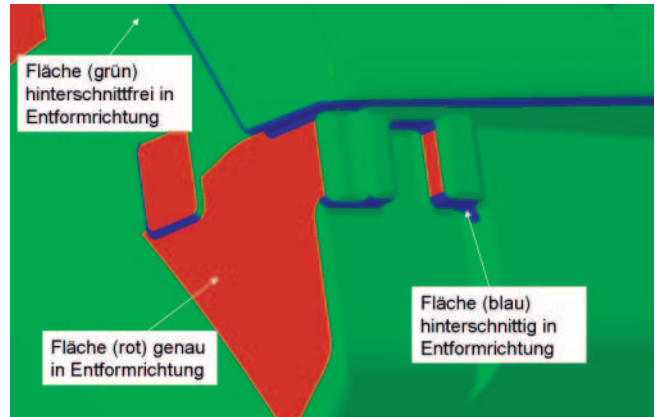 Fläche (grün)
hinterschnittfrei in
Entformrichtung
Fläche (blau)
hinterschnittig in
Entformrichtung
Fläche (rot) genau
in Entformrichtung